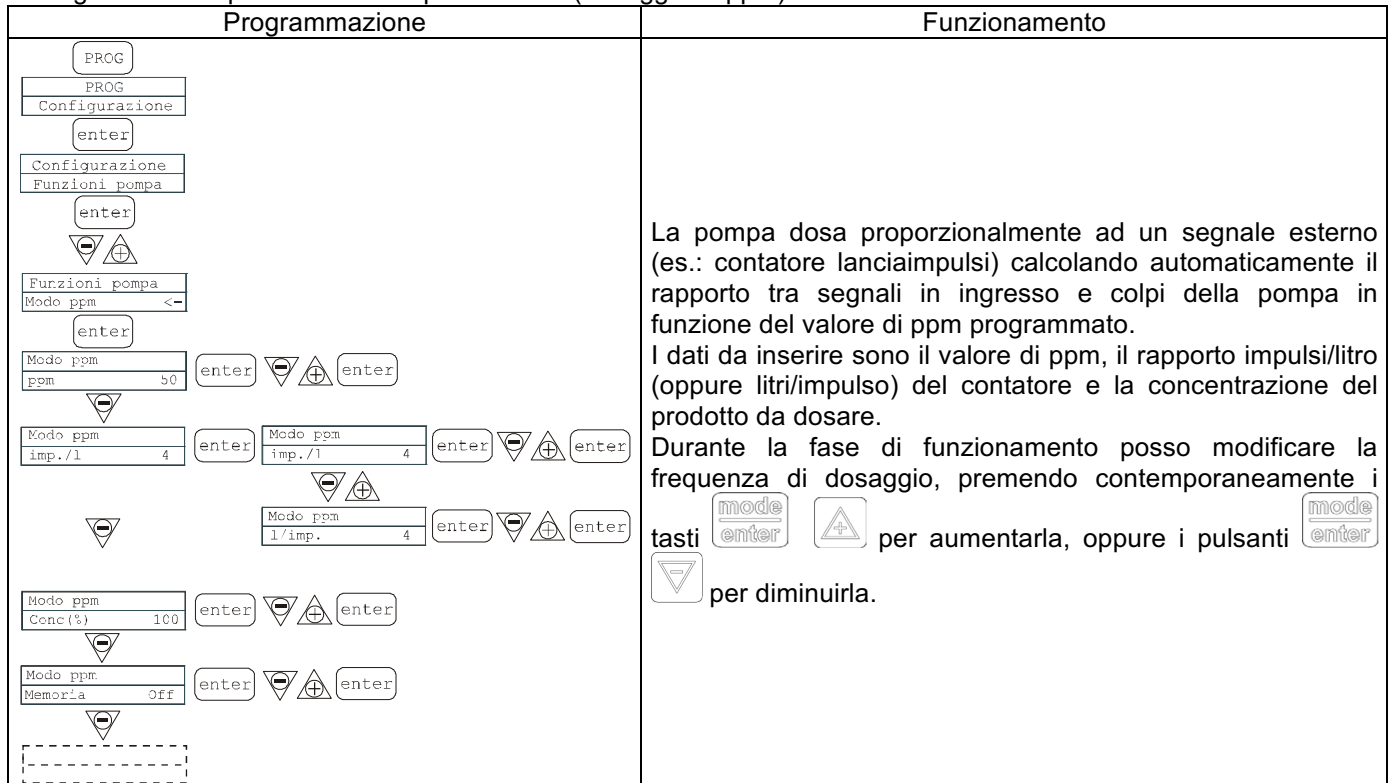 Programmazione
Funzionamento
PROG
PROG
Configurazione
enter
Configurazione
Funzioni pompa
enter
Funzioni pompa
Modo ppm <-
enter
Modo ppm
ppm 50
enter enter
Modo ppm
imp./l 4
enter
Modo ppm
imp./l 4
enter enter
Modo ppm
l/imp. 4
enter enter
Modo ppm
Conc(%) 100
enter enter
Modo ppm
Memoria Off
enter enter
La pompa dosa proporzionalmente ad un segnale esterno
(es.: contatore lanciaimpulsi) calcolando automaticamente il
rapporto tra segnali in ingresso e colpi della pompa in
funzione del valore di ppm programmato.
I dati da inserire sono il valore di ppm, il rapporto impulsi/litro
(oppure litri/impulso) del contatore e la concentrazione del
prodotto da dosare.
Durante la fase di funzionamento posso modificare la
frequenza di dosaggio, premendo contemporaneamente i
tasti mode enter per aumentarla, oppure i pulsanti mode enter
per diminuirla.